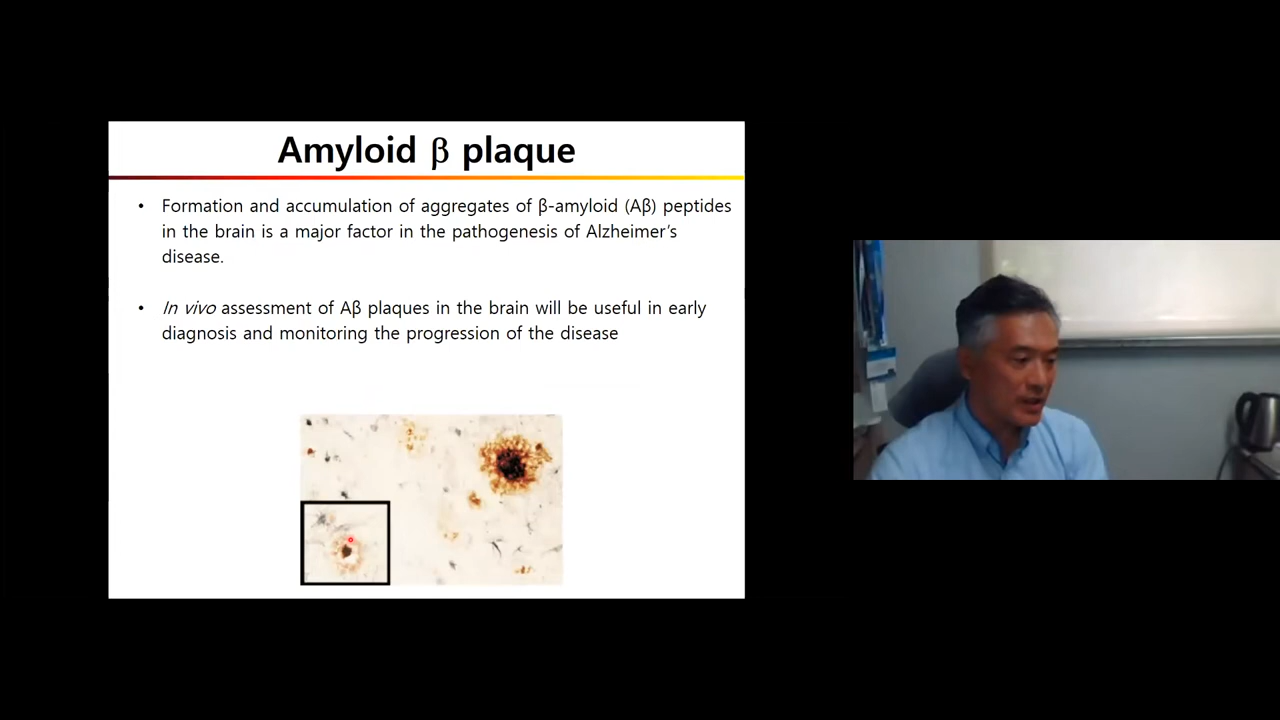 Amyloid β plaque
• Formation and accumulation of aggregates of β-amyloid (Aβ) peptides
in the brain is a major factor in the pathogenesis of Alzheimer's
disease.
• In vivo assessment of Aβ plaques in the brain will be useful in early
diagnosis and monitoring the progression of the disease